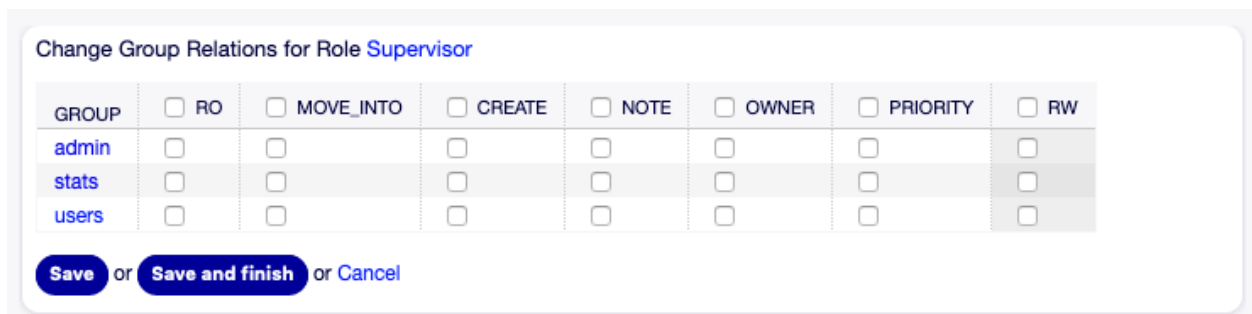 Change Group Relations for Role Supervisor
GROUP RO MOVE_INTO CREATE NOTE OWNER PRIORITY RW
admin
stats
users
Save or Save and finish or Cancel